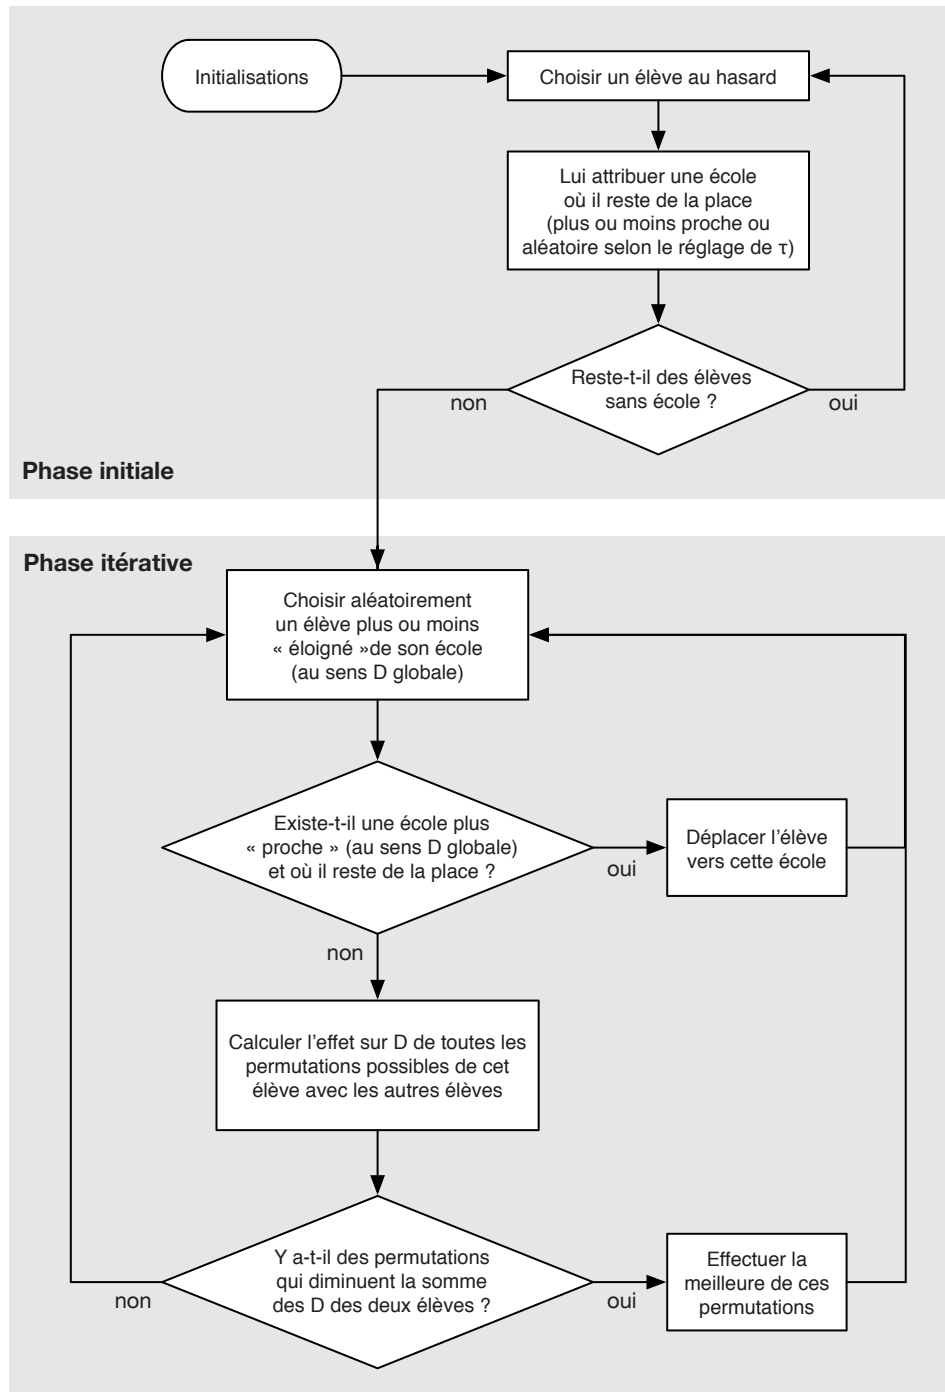 Initialisations
Choisir un élève au hasard
Lui attribuer une école
où il reste de la place
(plus ou moins proche ou
aléatoire selon le réglage de τ)
Reste-t-il des élèves
sans école ?
non
oui
Phase initiale
Phase itérative
Choisir aléatoirement
un élève plus ou moins
« éloigné »de son école
(au sens D globale)
Existe-t-il une école plus
« proche » (au sens D globale)
et où il reste de la place ?
oui
Déplacer l’élève
vers cette école
non
Calculer l’effet sur D de toutes les
permutations possibles de cet
élève avec les autres élèves
Y a-t-il des permutations
qui diminuent la somme
des D des deux élèves ?
non
oui
Effectuer la
meilleure de ces
permutations